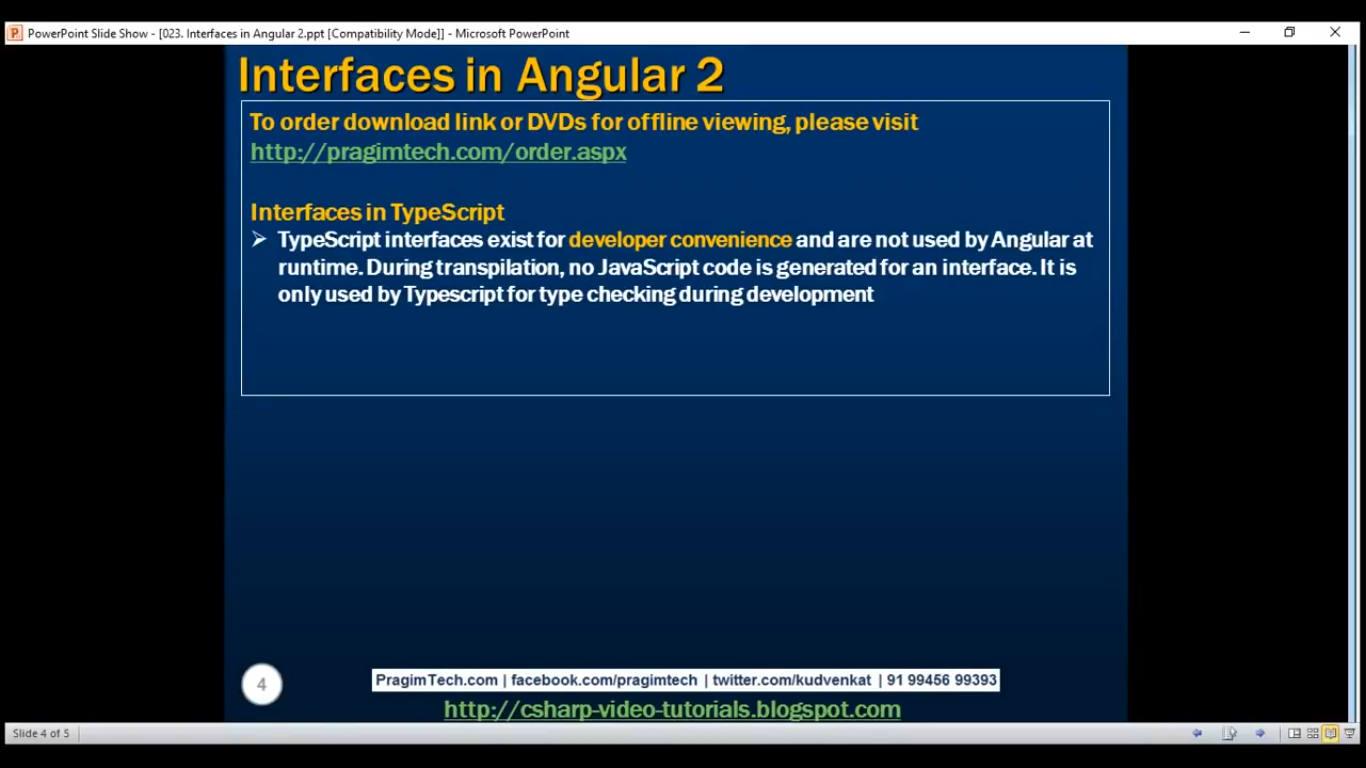 PowerPoint Slide Show - [023. Interfaces in Angular 2.ppt [Compatibility Mode]] - Microsoft PowerPoint
Interfaces in Angular 2
To order download link or DVDs for offline viewing, please visit
http://pragimtech.com/order.aspx
Interfaces in TypeScript
➢ TypeScript interfaces exist for developer convenience and are not used by Angular at
runtime. During transpilation, no JavaScript code is generated for an interface. It is
only used by Typescript for type checking during development
4
PragimTech.com | facebook.com/pragimtech | twitter.com/kudvenkat | 91 99456 99393
http://csharp-video-tutorials.blogspot.com
Slide 4 of 5